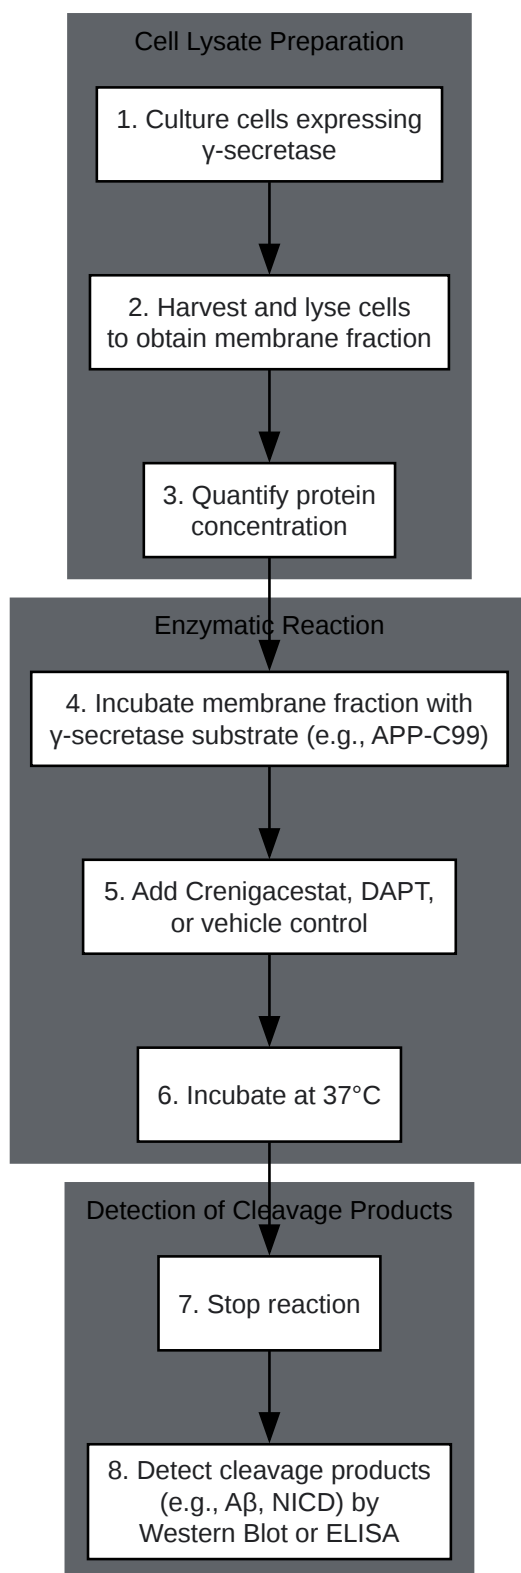 Cell Lysate Preparation
1. Culture cells expressing
γ-secretase
2. Harvest and lyse cells
to obtain membrane fraction
3. Quantify protein
concentration
Enzymatic Reaction
4. Incubate membrane fraction with
γ-secretase substrate (e.g., APP-C99)
5. Add Crenigacestat, DAPT,
or vehicle control
6. Incubate at 37°C
Detection of Cleavage Products
7. Stop reaction
8. Detect cleavage products
(e.g., Aβ, NICD) by
Western Blot or ELISA